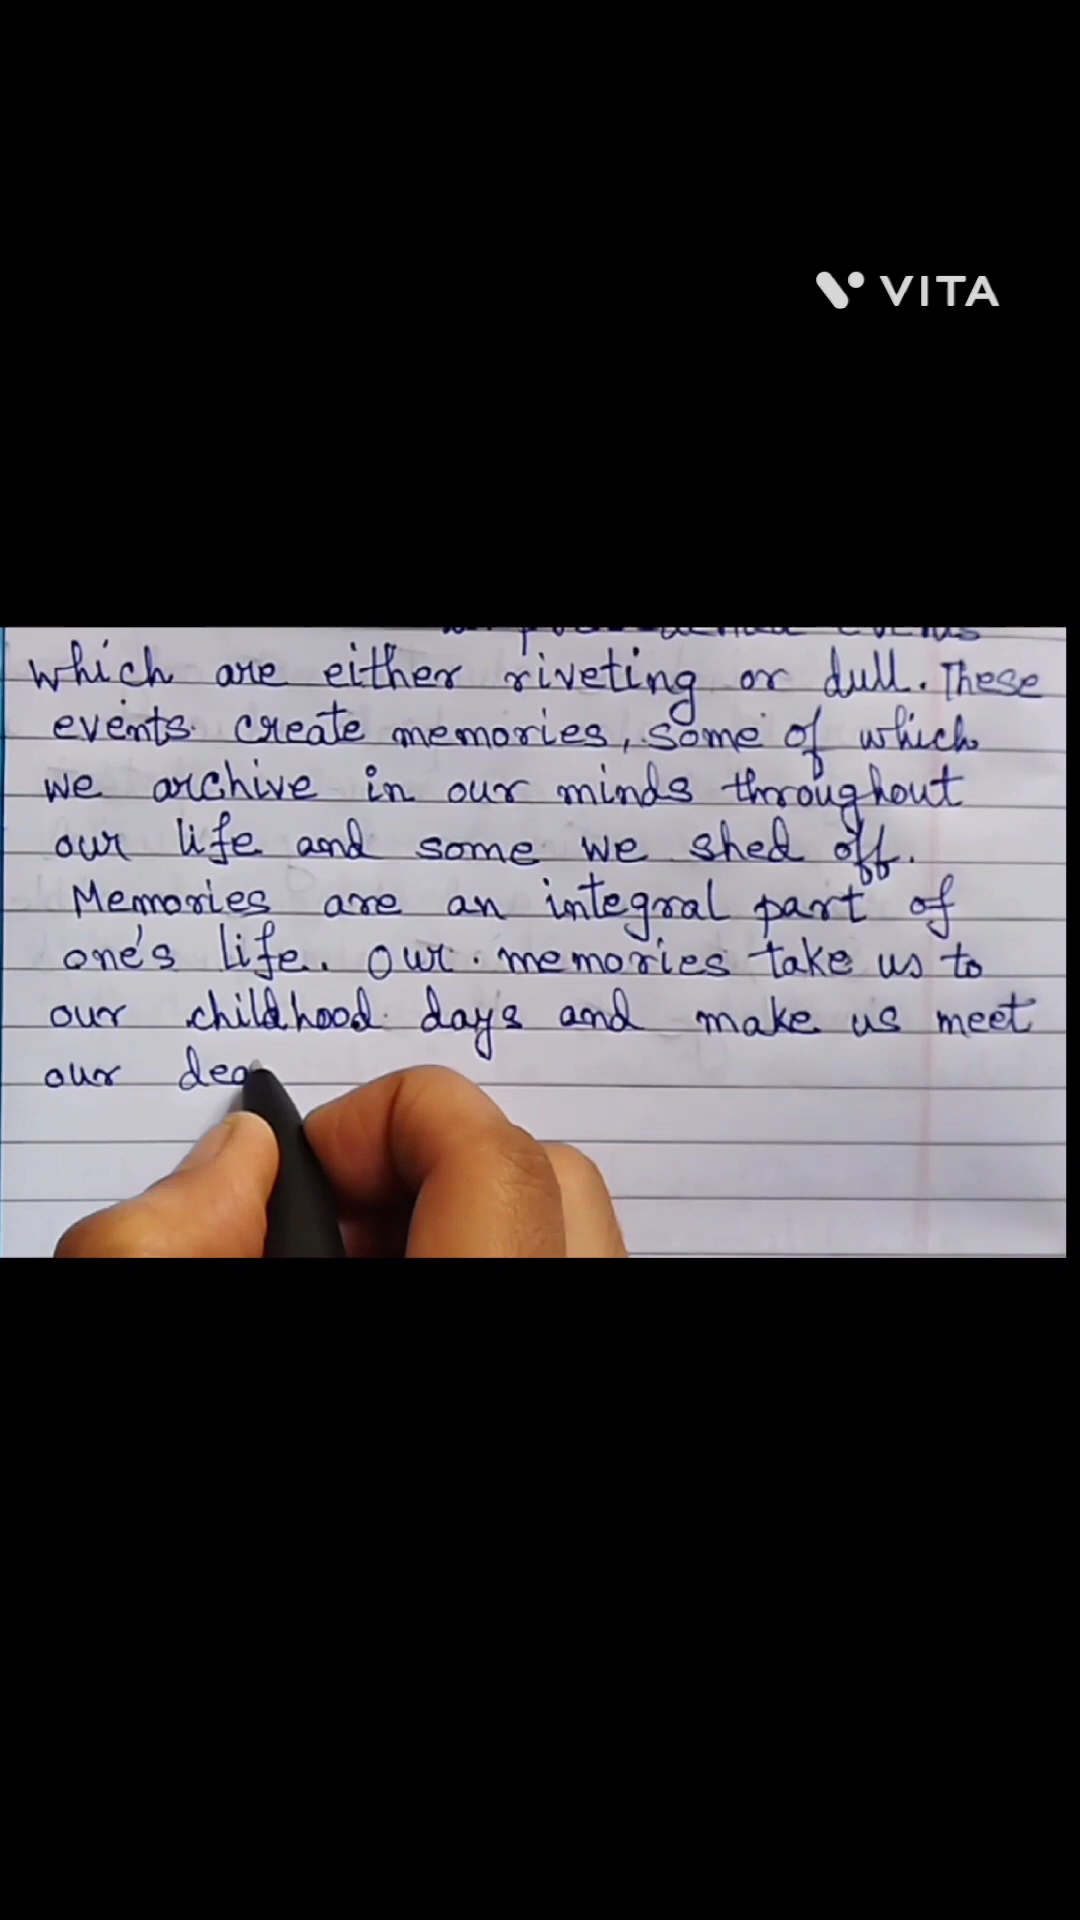 VITA
events
which are either riveting or dull. These
events create memories, some of which
we archive in our minds throughout
our life and some we shed off.
Memories are an integral part of
one's life. Our memories take us to
our childhood days and make us meet
our dea